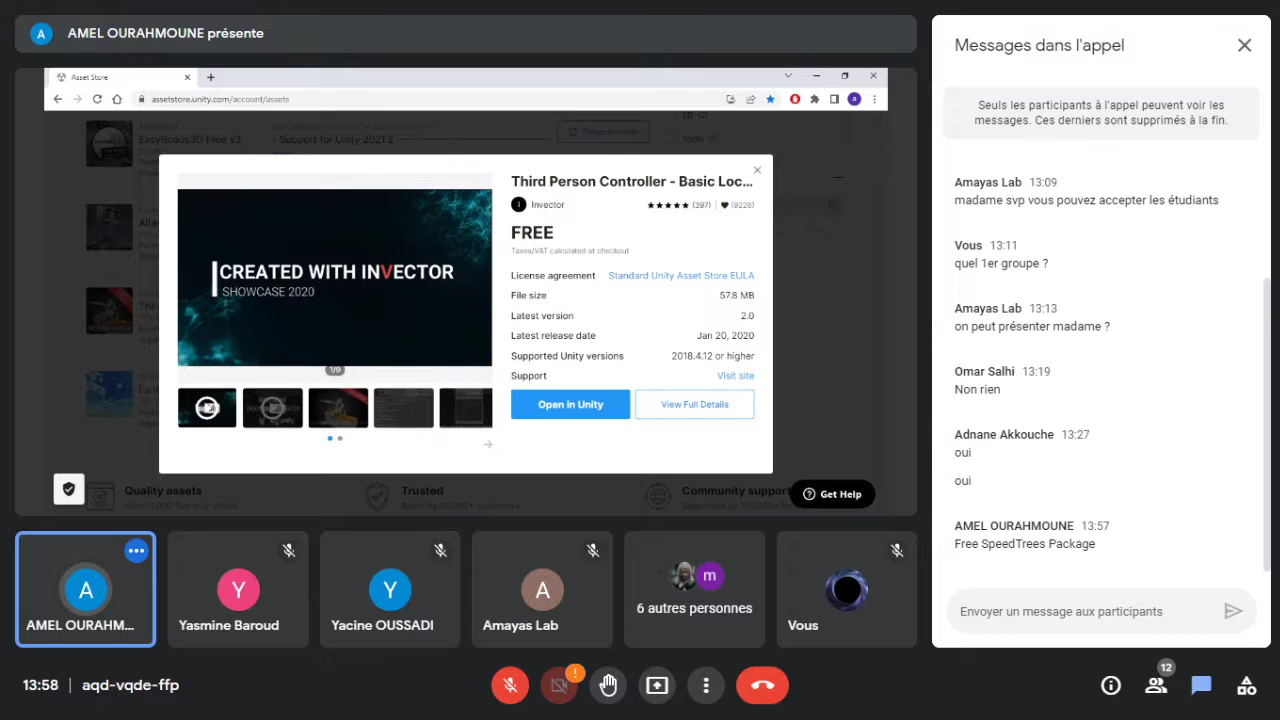 A
AMEL OURAHMOUNE présente
Asset Store
assetstore.unity.com/account/assets
a
EasyRoads3D Free v3
- Support for Unity 2021.2
Third Person Controller - Basic Loc...
Invector
(397)
(9226)
FREE
Taxes/VAT calculated at checkout
CREATED WITH INVECTOR
SHOWCASE 2020
License agreement
Standard Unity Asset Store EULA
File size
57.8 MB
Latest version
2.0
Latest release date
Jan 20, 2020
Supported Unity versions
2018.4.12 or higher
Support
Visit site
1/9
Open in Unity
View Full Details
Quality assets
Trusted
Community support
Get Help
A
AMEL OURAHM...
Y
Yasmine Baroud
Y
Yacine OUSSADI
A
Amayas Lab
m
6 autres personnes
Vous
13:58 | aqd-vqde-ffp
!
12
Messages dans l'appel
Seuls les participants à l'appel peuvent voir les
messages. Ces derniers sont supprimés à la fin.
Amayas Lab 13:09
madame svp vous pouvez accepter les étudiants
Vous 13:11
quel 1er groupe ?
Amayas Lab 13:13
on peut présenter madame ?
Omar Salhi 13:19
Non rien
Adnane Akkouche 13:27
oui
oui
AMEL OURAHMOUNE 13:57
Free SpeedTrees Package
Envoyer un message aux participants